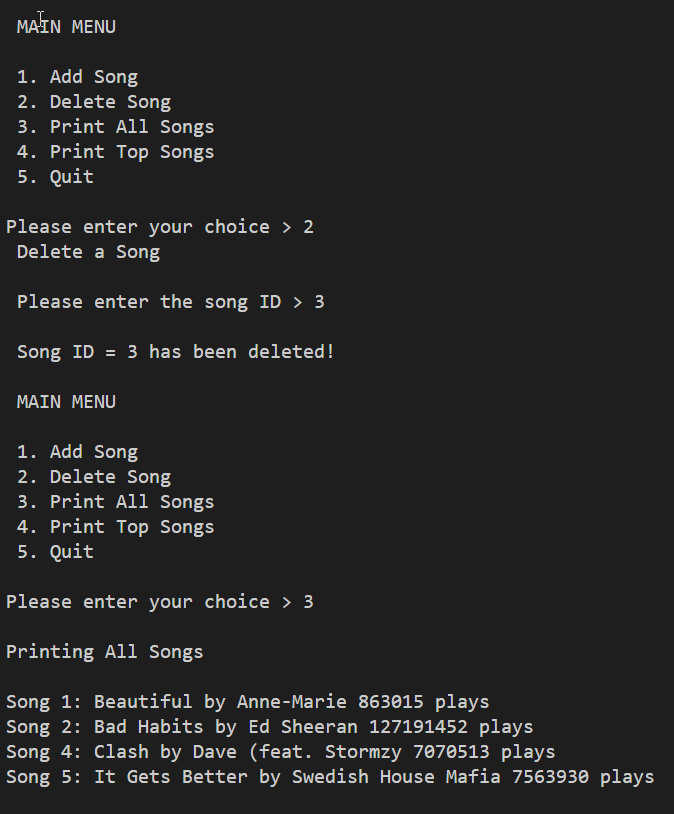 MAIN MENU
1. Add Song
2. Delete Song
3. Print All Songs
4. Print Top Songs
5. Quit
Please enter your choice > 2
Delete a Song
Please enter the song ID > 3
Song ID = 3 has been deleted!
MAIN MENU
1. Add Song
2. Delete Song
3. Print All Songs
4. Print Top Songs
5. Quit
Please enter your choice > 3
Printing All Songs
Song 1: Beautiful by Anne-Marie 863015 plays
Song 2: Bad Habits by Ed Sheeran 127191452 plays
Song 4: Clash by Dave (feat. Stormzy 7070513 plays
Song 5: It Gets Better by Swedish House Mafia 7563930 plays